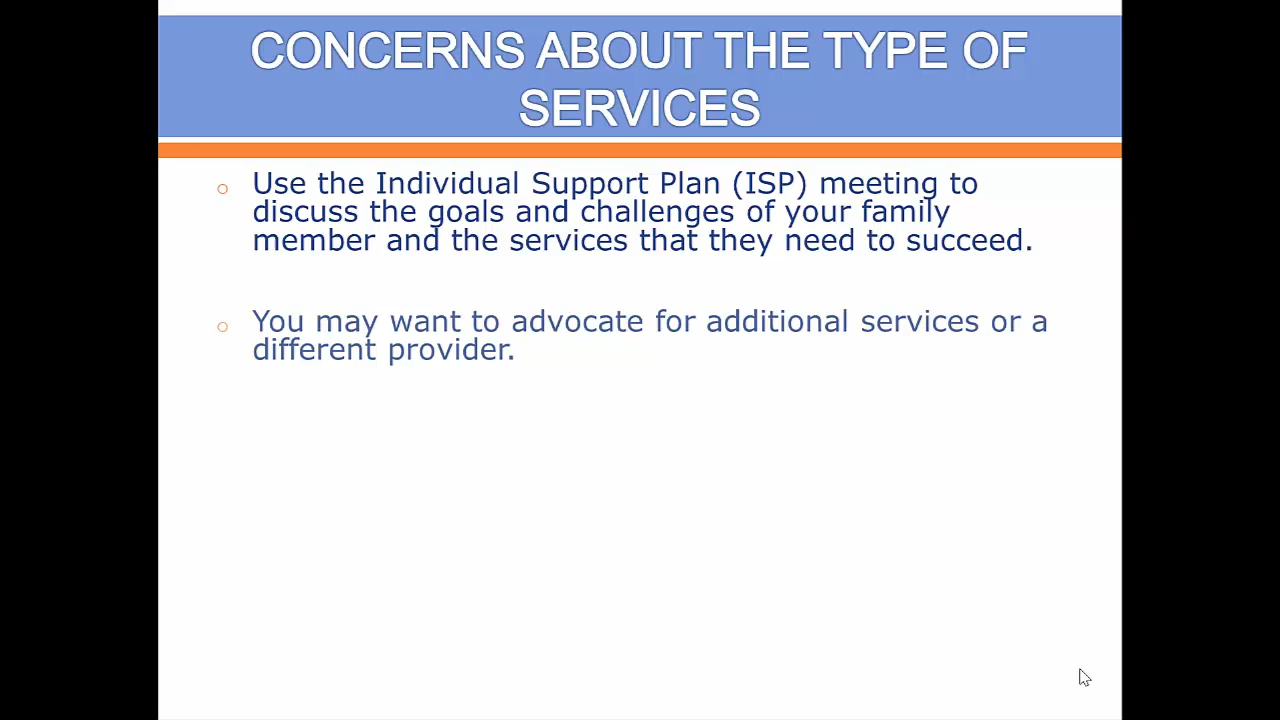 CONCERNS ABOUT THE TYPE OF
SERVICES
Use the Individual Support Plan (ISP) meeting to
discuss the goals and challenges of your family
member and the services that they need to succeed.
You may want to advocate for additional services or a
different provider.